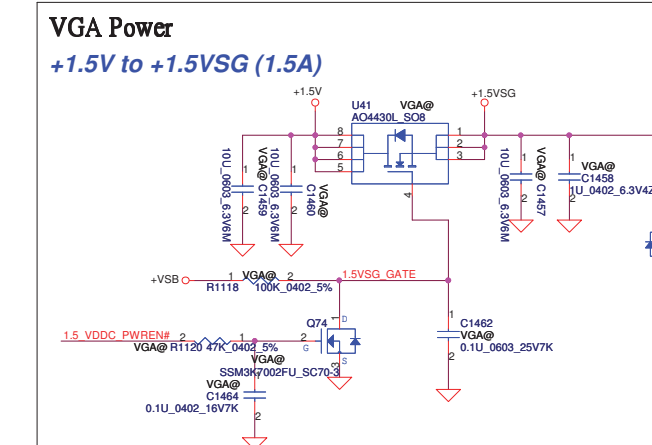 VGA Power
+1.5V to +1.5VSG (1.5A)
+1.5V
U41 VGA@
AO4430L_SO8
+1.5VSG
8 1
7 2
6 3
5
4
10U_0603_6.3V6M
VGA@ C1459
1
2
10U_0603_6.3V6M
C1460
VGA@
1
2
10U_0603_6.3V6M
VGA@ C1457
1
2
VGA@
C1458
1U_0402_6.3V4Z
1
2
+VSB
1 VGA@ 2
R1118 100K_0402_5%
1.5VSG_GATE
1.5_VDDC_PWREN#
2 1
VGA@ R1120 47K_0402_5%
Q74
1 D
2 G
3 S
VGA@
SSM3K7002FU_SC70-3
VGA@
C1464
0.1U_0402_16V7K
1
2
C1462
VGA@
0.1U_0603_25V7K
1
2